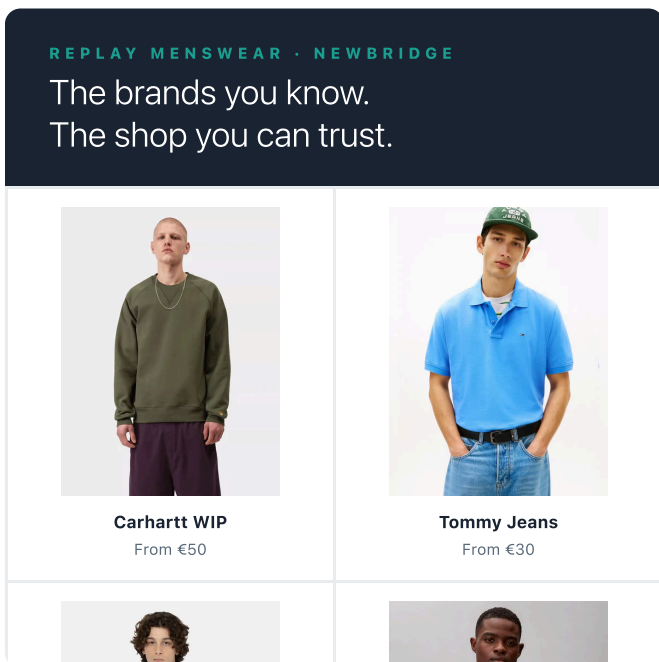 REPLAY MENSWEAR · NEWBRIDGE
The brands you know.
The shop you can trust.
JEANS
Carhartt WIP
From €50
Tommy Jeans
From €30